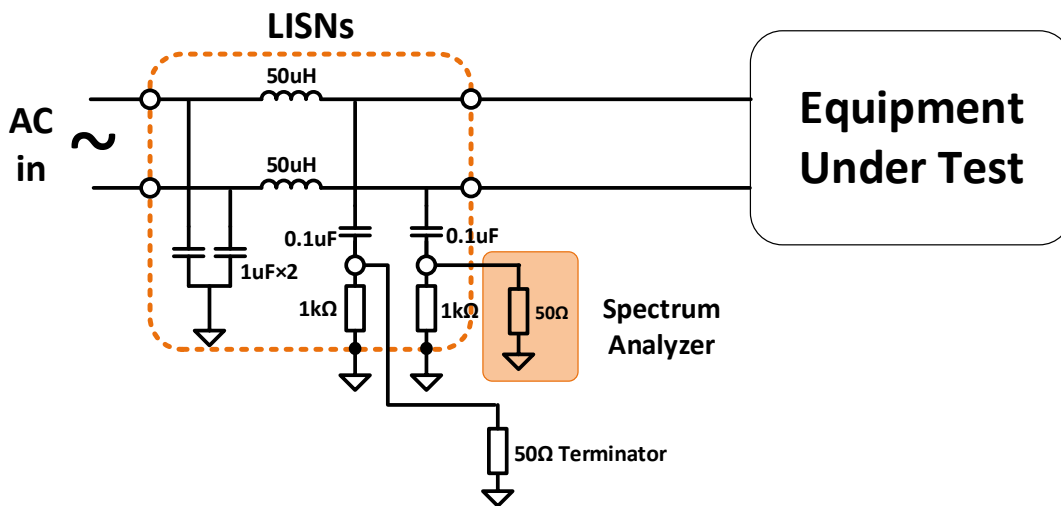 LISNs
50uH
AC
in
~
50uH
Equipment
Under Test
0.1uF
0.1uF
1uF×2
1kΩ
1kΩ
50Ω
Spectrum
Analyzer
50Ω Terminator